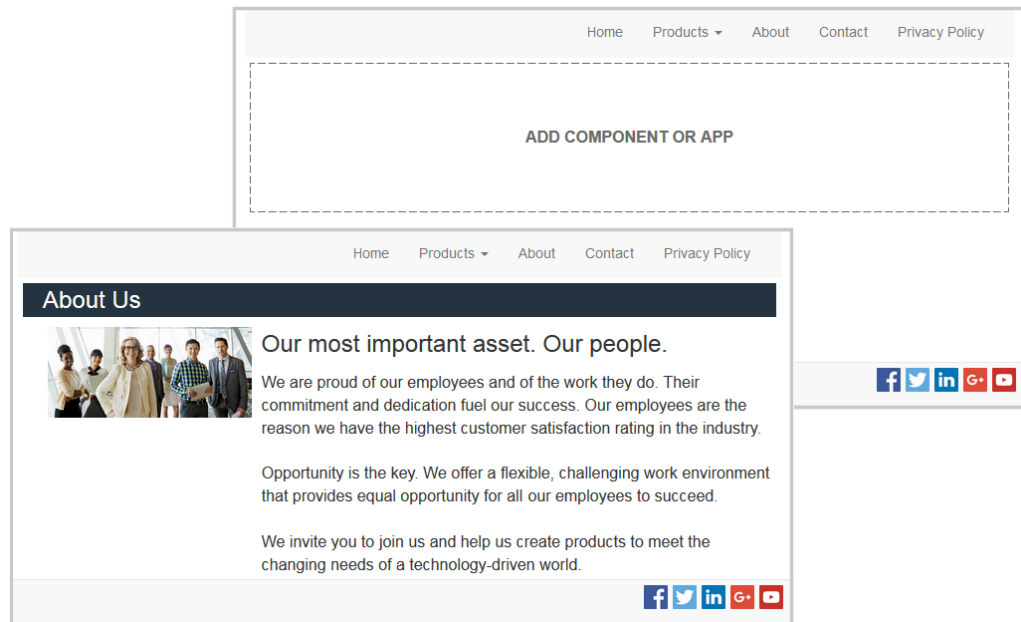 Home Products About Contact Privacy Policy
ADD COMPONENT OR APP
Home Products About Contact Privacy Policy
About Us
Our most important asset. Our people.
We are proud of our employees and of the work they do. Their
commitment and dedication fuel our success. Our employees are the
reason we have the highest customer satisfaction rating in the industry.
Opportunity is the key. We offer a flexible, challenging work environment
that provides equal opportunity for all our employees to succeed.
We invite you to join us and help us create products to meet the
changing needs of a technology-driven world.
f in G+
f in G+